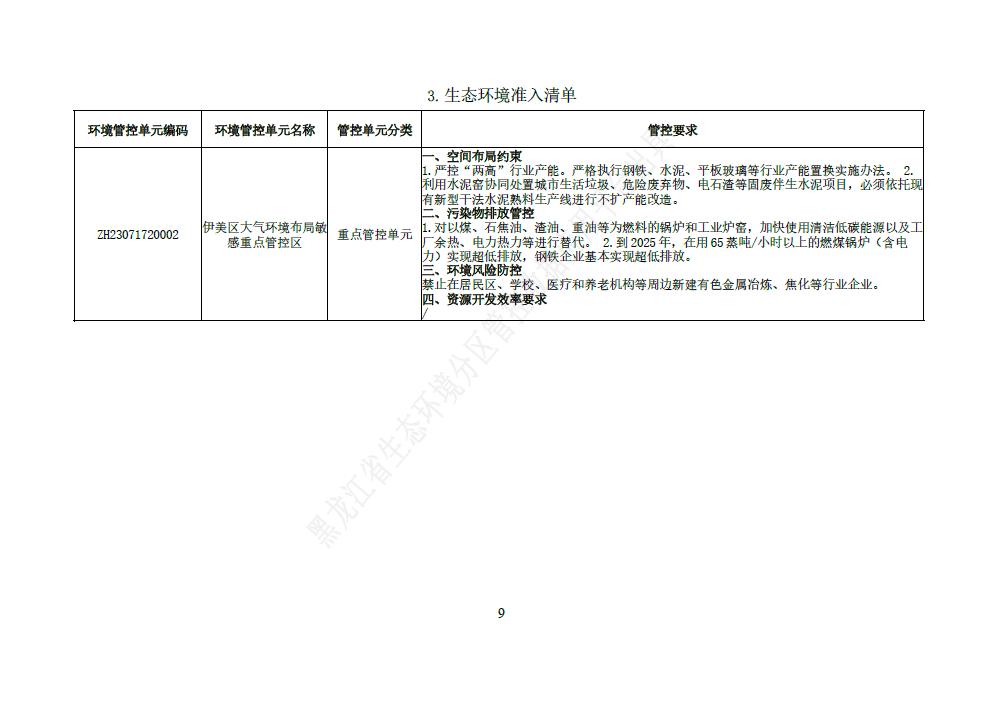 3. 生态环境准入清单
环境管控单元编码 环境管控单元名称 管控单元分类 管控要求
ZH23071720002
伊美区大气环境布局敏
感重点管控区
重点管控单元
一、空间布局约束
1.严控“两高”行业产能。严格执行钢铁、水泥、平板玻璃等行业产能置换实施办法。 2.
利用水泥窑协同处置城市生活垃圾、危险废弃物、电石渣等固废伴生水泥项目，必须依托现
有新型干法水泥熟料生产线进行不扩产能改造。
二、污染物排放管控
1.对以煤、石焦油、渣油、重油等为燃料的锅炉和工业炉窑，加快使用清洁低碳能源以及工
厂余热、电力热力等进行替代。 2.到 2025 年，在用 65 蒸吨/小时以上的燃煤锅炉（含电
力）实现超低排放，钢铁企业基本实现超低排放。
三、环境风险防控
禁止在居民区、学校、医疗和养老机构等周边新建有色金属冶炼、焦化等行业企业。
四、资源开发效率要求
/
黑龙江省生态环境分区管控
9